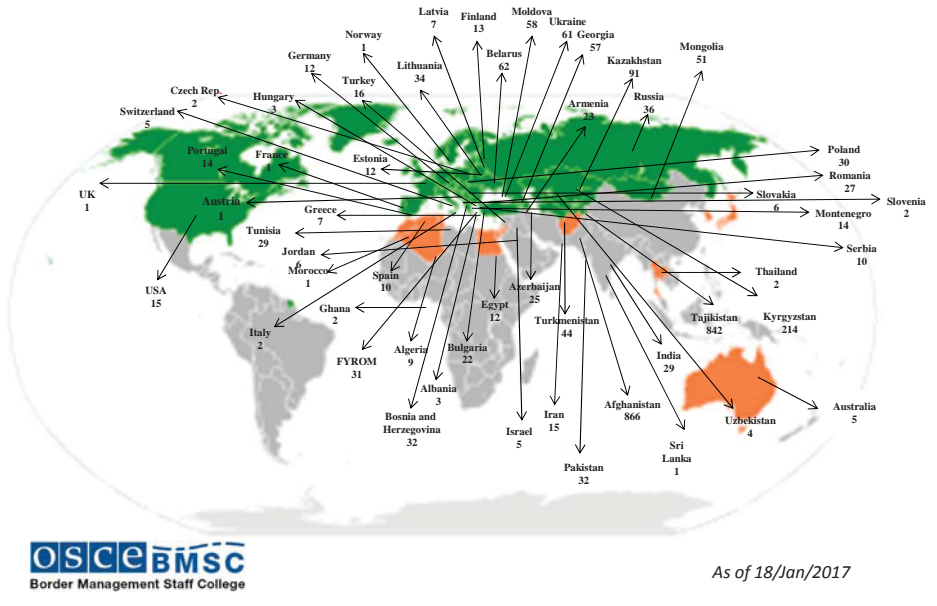 Latvia
7
Finland
13
Moldova
58
Ukraine
61
Georgia
57
Norway
1
Belarus
62
Mongolia
51
Germany
12
Lithuania
34
Kazakhstan
91
Czech Rep.
2
Hungary
3
Turkey
16
Armenia
23
Russia
36
Switzerland
5
Portugal
14
France
1
Estonia
12
Poland
30
Romania
27
UK
1
Austria
1
Greece
7
Slovakia
6
Slovenia
2
Montenegro
14
Tunisia
29
Jordan
6
Serbia
10
Morocco
1
Spain
10
Thailand
2
USA
15
Azerbaijan
25
Egypt
12
Ghana
2
Turkmenistan
44
Tajikistan
842
Kyrgyzstan
214
Italy
2
FYROM
31
Algeria
9
Bulgaria
22
India
29
Albania
3
Bosnia and
Herzegovina
32
Israel
5
Iran
15
Afghanistan
866
Uzbekistan
4
Australia
5
Pakistan
32
Sri
Lanka
1
osce BMSC
Border Management Staff College
As of 18/Jan/2017